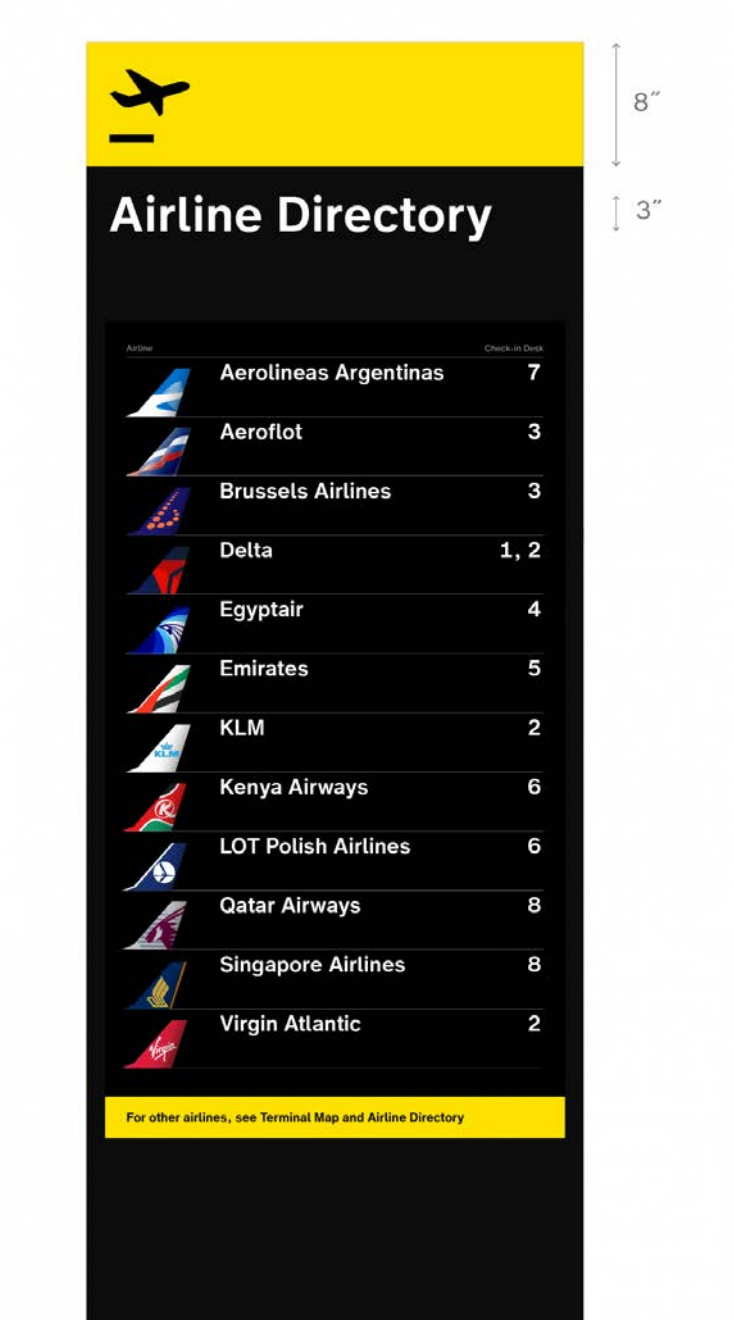 8″
Airline Directory
3″
Airline Check-in Desk
Aerolineas Argentinas 7
Aeroflot 3
Brussels Airlines 3
Delta 1, 2
Egyptair 4
Emirates 5
KLM 2
KLM
Kenya Airways 6
K
LOT Polish Airlines 6
Qatar Airways 8
Singapore Airlines 8
Virgin Atlantic 2
Virgin
For other airlines, see Terminal Map and Airline Directory